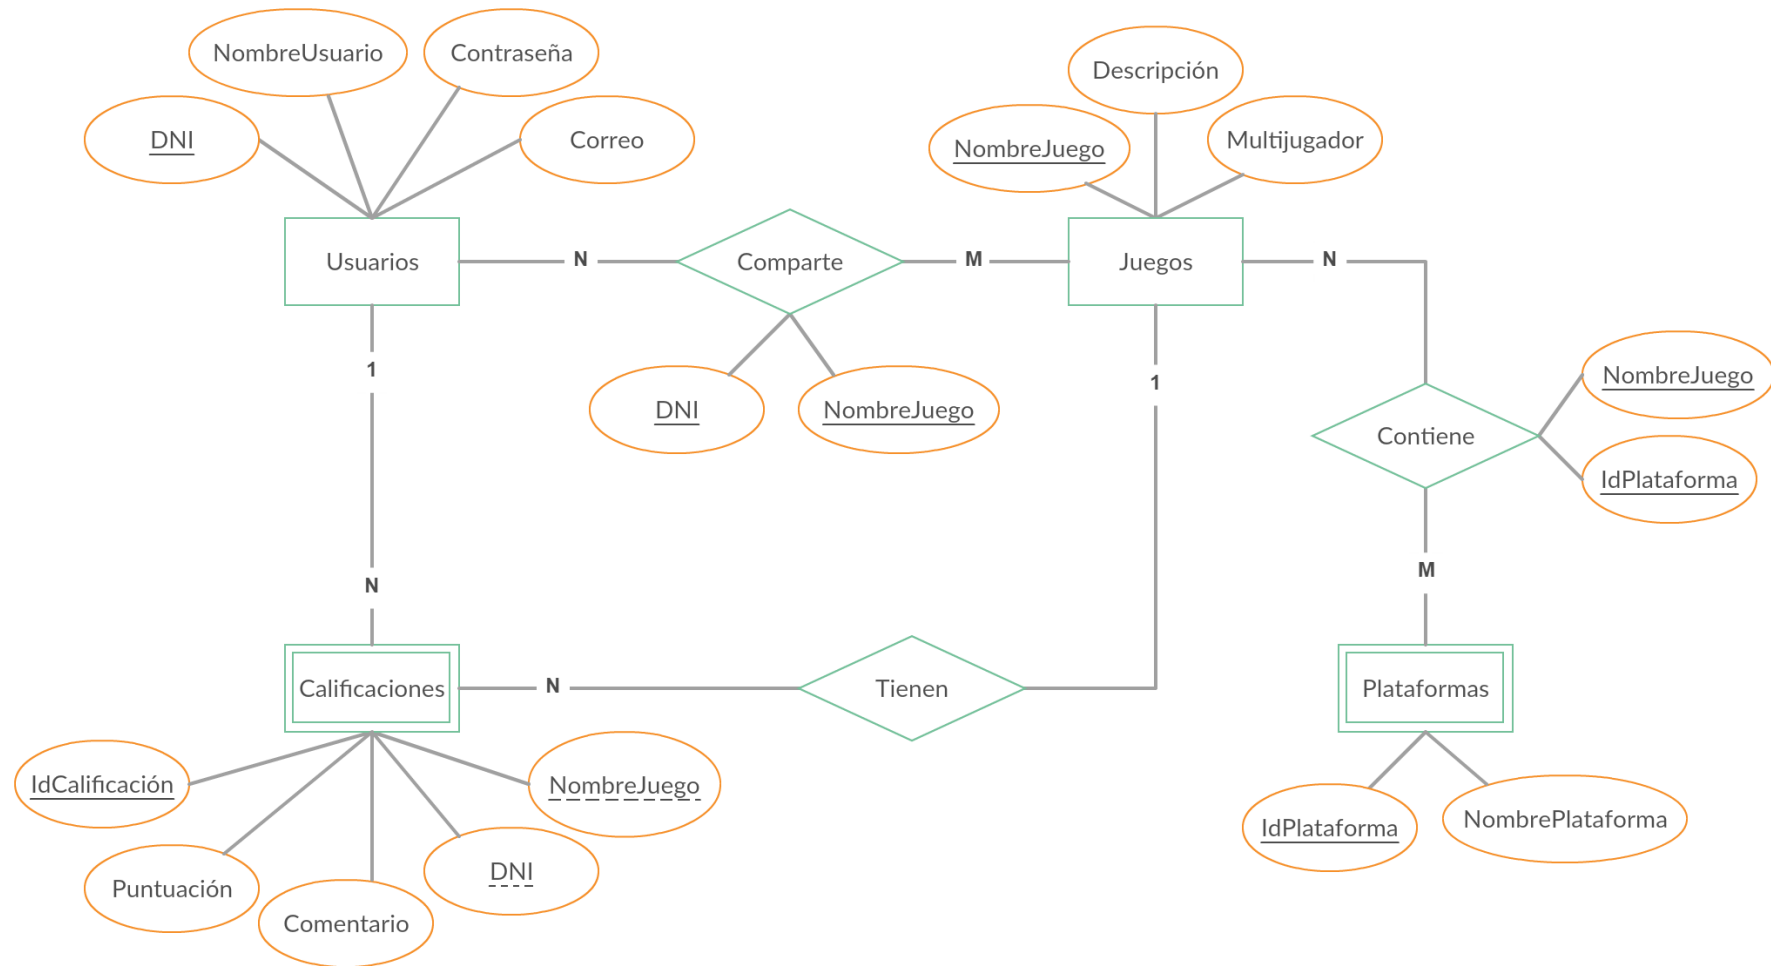 NombreUsuario
Contraseña
DNI
Correo
Descripción
NombreJuego
Multijugador
Usuarios
N
Comparte
M
Juegos
N
1
1
DNI
NombreJuego
NombreJuego
Contiene
IdPlataforma
N
M
Calificaciones
N
Tienen
Plataformas
IdCalificación
NombreJuego
Puntuación
DNI
Comentario
IdPlataforma
NombrePlataforma